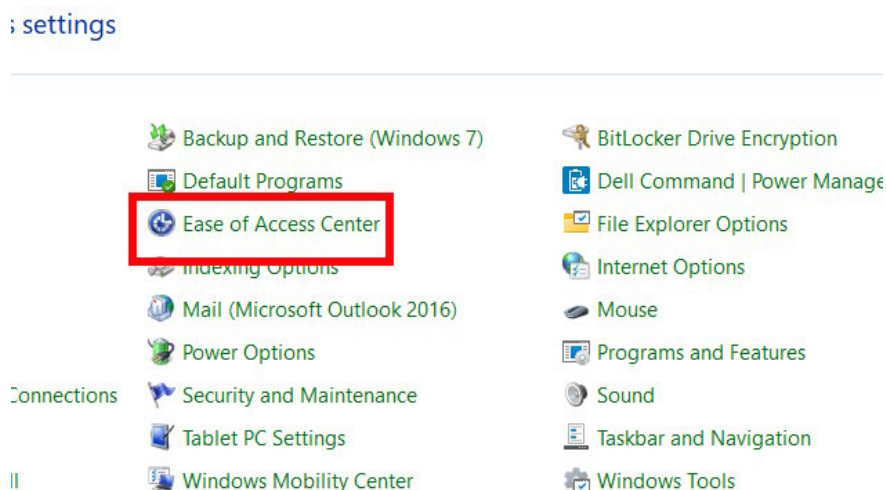 settings
Backup and Restore (Windows 7)
BitLocker Drive Encryption
Default Programs
Dell Command | Power Manage
Ease of Access Center
File Explorer Options
Indexing Options
Internet Options
Mail (Microsoft Outlook 2016)
Mouse
Power Options
Programs and Features
Connections
Security and Maintenance
Sound
Tablet PC Settings
Taskbar and Navigation
Windows Mobility Center
Windows Tools